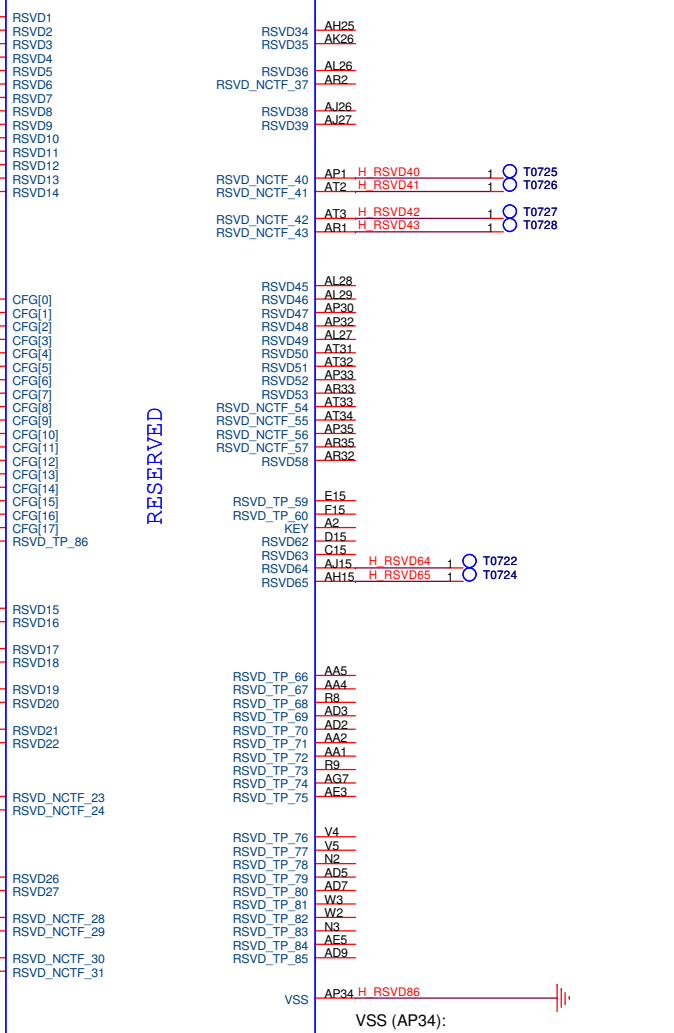 RSVD1
RSVD2
RSVD3
RSVD4
RSVD5
RSVD6
RSVD7
RSVD8
RSVD9
RSVD10
RSVD11
RSVD12
RSVD13
RSVD14
CFG[0]
CFG[1]
CFG[2]
CFG[3]
CFG[4]
CFG[5]
CFG[6]
CFG[7]
CFG[8]
CFG[9]
CFG[10]
CFG[11]
CFG[12]
CFG[13]
CFG[14]
CFG[15]
CFG[16]
CFG[17]
RSVD_TP_86
RSVD15
RSVD16
RSVD17
RSVD18
RSVD19
RSVD20
RSVD21
RSVD22
RSVD_NCTF_23
RSVD_NCTF_24
RSVD26
RSVD27
RSVD_NCTF_28
RSVD_NCTF_29
RSVD_NCTF_30
RSVD_NCTF_31
RESERVED
RSVD34 AH25
RSVD35 AK26
RSVD36 AL26
RSVD_NCTF_37 AR2
RSVD38 AJ26
RSVD39 AJ27
RSVD_NCTF_40 AP1 H_RSVD40 1 T0725
RSVD_NCTF_41 AT2 H_RSVD41 1 T0726
RSVD_NCTF_42 AT3 H_RSVD42 1 T0727
RSVD_NCTF_43 AR1 H_RSVD43 1 T0728
RSVD45 AL28
RSVD46 AL29
RSVD47 AP30
RSVD48 AP32
RSVD49 AL27
RSVD50 AT31
RSVD51 AT32
RSVD52 AP33
RSVD53 AR33
RSVD_NCTF_54 AT33
RSVD_NCTF_55 AT34
RSVD_NCTF_56 AP35
RSVD_NCTF_57 AR35
RSVD58 AR32
RSVD_TP_59 E15
RSVD_TP_60 F15
KEY A2
RSVD62 D15
RSVD63 C15
RSVD64 AJ15 H_RSVD64 1 T0722
RSVD65 AH15 H_RSVD65 1 T0724
RSVD_TP_66 AA5
RSVD_TP_67 AA4
RSVD_TP_68 R8
RSVD_TP_69 AD3
RSVD_TP_70 AD2
RSVD_TP_71 AA2
RSVD_TP_72 AA1
RSVD_TP_73 R9
RSVD_TP_74 AG7
RSVD_TP_75 AE3
RSVD_TP_76 V4
RSVD_TP_77 V5
RSVD_TP_78 N2
RSVD_TP_79 AD5
RSVD_TP_80 AD7
RSVD_TP_81 W3
RSVD_TP_82 W2
RSVD_TP_83 N3
RSVD_TP_84 AE5
RSVD_TP_85 AD9
VSS AP34 H_RSVD86
VSS (AP34):